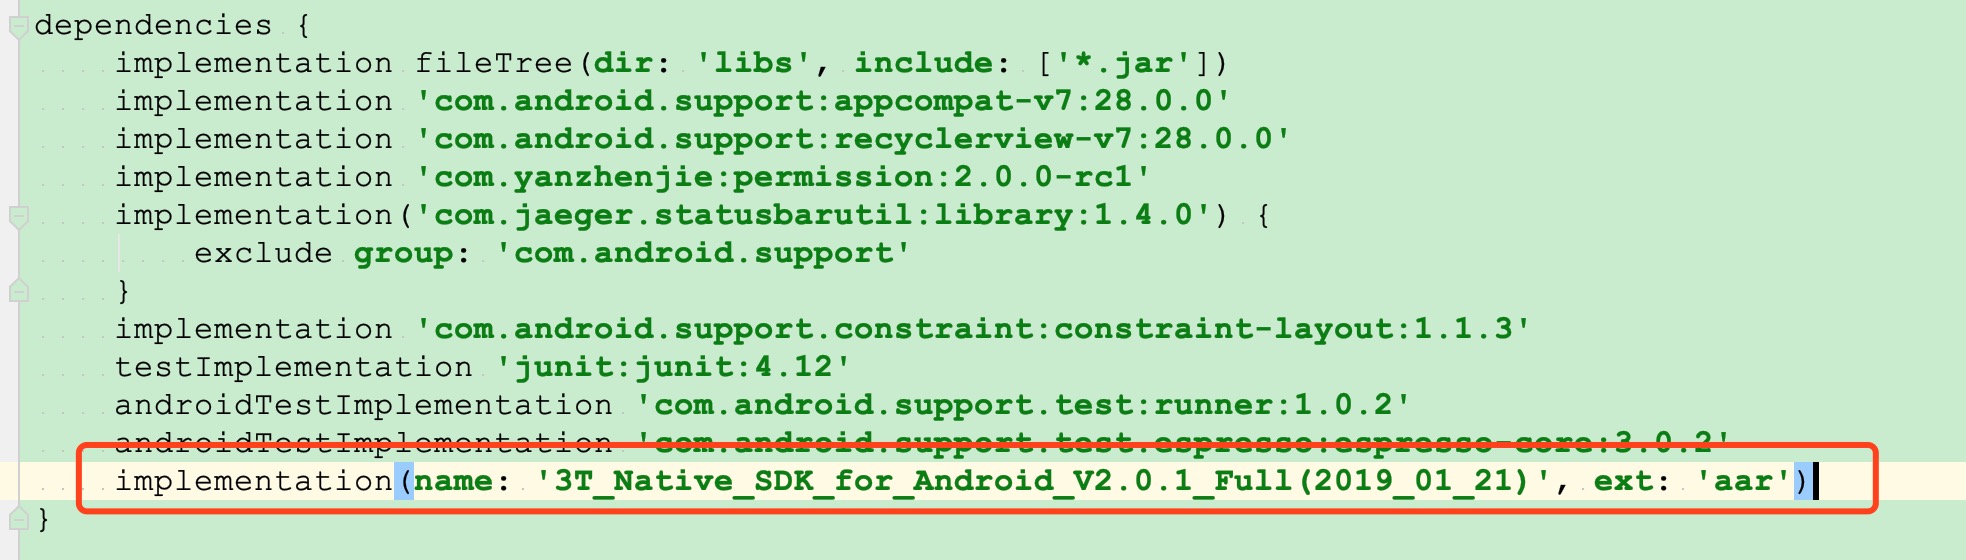 dependencies {
    implementation fileTree(dir: 'libs', include: ['*.jar'])
    implementation 'com.android.support:appcompat-v7:28.0.0'
    implementation 'com.android.support:recyclerview-v7:28.0.0'
    implementation 'com.yanzhenjie:permission:2.0.0-rc1'
    implementation('com.jaeger.statusbarutil:library:1.4.0') {
        exclude group: 'com.android.support'
    }
    implementation 'com.android.support.constraint:constraint-layout:1.1.3'
    testImplementation 'junit:junit:4.12'
    androidTestImplementation 'com.android.support.test:runner:1.0.2'
    androidTestImplementation 'com.android.support.test.espresso:espresso-core:3.0.2'
    implementation(name: '3T_Native_SDK_for_Android_V2.0.1_Full(2019_01_21)', ext: 'aar')
}